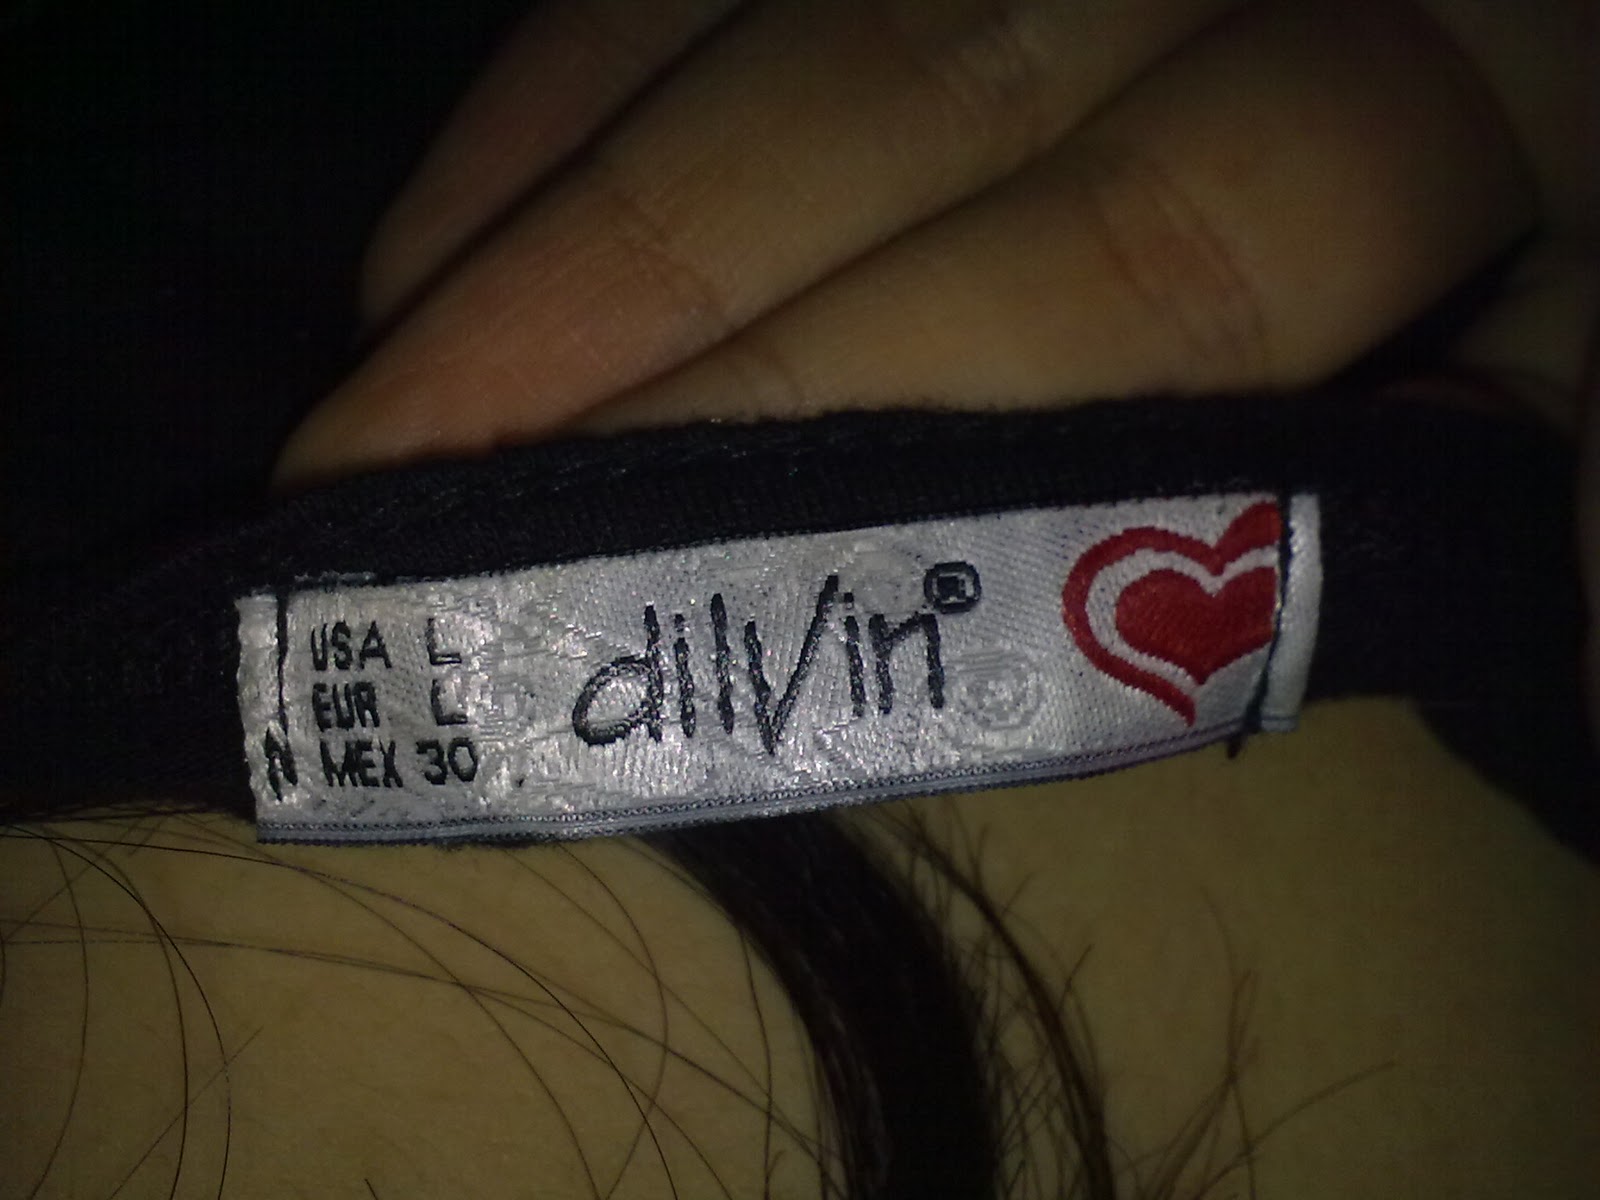 USA L
EUR L
MEX 30
dilvin®